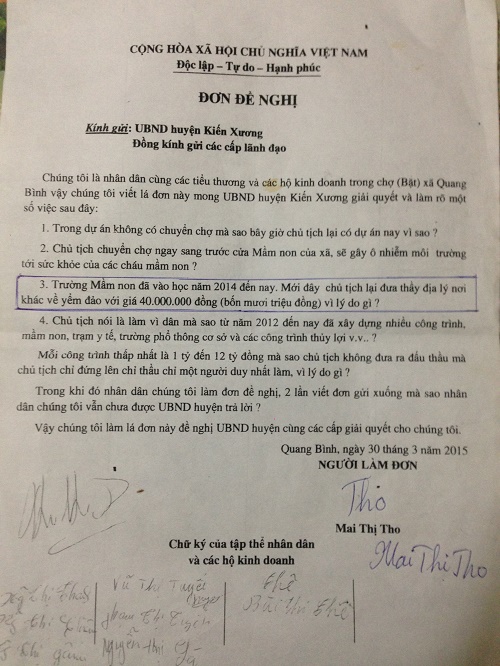 CỘNG HÒA XÃ HỘI CHỦ NGHĨA VIỆT NAM
Độc lập – Tự do – Hạnh phúc
ĐƠN ĐỀ NGHỊ
Kính gửi: UBND huyện Kiến Xương
Đồng kính gửi các cấp lãnh đạo
Chúng tôi là nhân dân cùng các tiểu thương và các hộ kinh doanh trong chợ (Bặt) xã Quang
Bình vậy chúng tôi viết lá đơn này mong UBND huyện Kiến Xương giải quyết và làm rõ một
số việc sau đây:
1. Trong dự án không có chuyển chợ mà sao bây giờ chủ tịch lại có dự án này vì sao ?
2. Chủ tịch chuyển chợ ngay sang trước cửa Mầm non của xã, sẽ gây ô nhiễm môi trường
tới sức khỏe của các cháu mầm non ?
3. Trường Mầm non đã vào học năm 2014 đến nay. Mới đây chủ tịch lại đưa thầy địa lý nơi
khác về yểm đảo với giá 40.000.000 đồng (bốn mươi triệu đồng) vì lý do gì ?
4. Chủ tịch nói là làm vì dân mà sao từ năm 2012 đến nay đã xây dựng nhiều công trình,
mầm non, trạm y tế, trường phổ thông cơ sở và các công trình thủy lợi v.v.. ?
Mỗi công trình thấp nhất là 1 tỷ đến 12 tỷ đồng mà sao chủ tịch không đưa ra đấu thầu mà
chủ tịch chỉ đứng lên chỉ thầu chỉ một người duy nhất làm, vì lý do gì ?
Trong khi đó nhân dân chúng tôi làm đơn đề nghị, 2 lần viết đơn gửi xuống mà sao nhân
dân chúng tôi vẫn chưa được UBND huyện trả lời ?
Vậy chúng tôi làm lá đơn này đề nghị UBND huyện cùng các cấp giải quyết cho chúng tôi.
Quang Bình, ngày 30 tháng 3 năm 2015
NGƯỜI LÀM ĐƠN
Tho
Mai Thị Tho
Mai Thị Tho
Chữ ký của tập thể nhân dân
và các hộ kinh doanh
Vũ Thị Tuyết
Bùi Thị